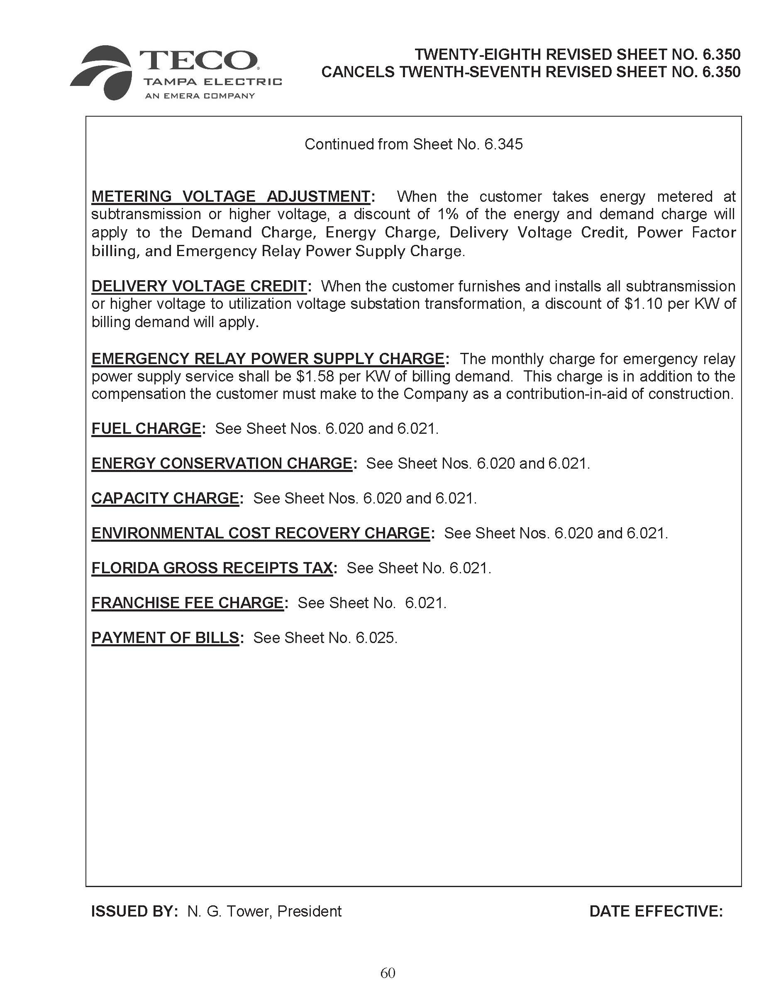 TECO®
TAMPA ELECTRIC
AN EMERA COMPANY
TWENTY-EIGHTH REVISED SHEET NO. 6.350
CANCELS TWENTH-SEVENTH REVISED SHEET NO. 6.350
Continued from Sheet No. 6.345
METERING VOLTAGE ADJUSTMENT: When the customer takes energy metered at
subtransmission or higher voltage, a discount of 1% of the energy and demand charge will
apply to the Demand Charge, Energy Charge, Delivery Voltage Credit, Power Factor
billing, and Emergency Relay Power Supply Charge.
DELIVERY VOLTAGE CREDIT: When the customer furnishes and installs all subtransmission
or higher voltage to utilization voltage substation transformation, a discount of $1.10 per KW of
billing demand will apply.
EMERGENCY RELAY POWER SUPPLY CHARGE: The monthly charge for emergency relay
power supply service shall be $1.58 per KW of billing demand. This charge is in addition to the
compensation the customer must make to the Company as a contribution-in-aid of construction.
FUEL CHARGE: See Sheet Nos. 6.020 and 6.021.
ENERGY CONSERVATION CHARGE: See Sheet Nos. 6.020 and 6.021.
CAPACITY CHARGE: See Sheet Nos. 6.020 and 6.021.
ENVIRONMENTAL COST RECOVERY CHARGE: See Sheet Nos. 6.020 and 6.021.
FLORIDA GROSS RECEIPTS TAX: See Sheet No. 6.021.
FRANCHISE FEE CHARGE: See Sheet No. 6.021.
PAYMENT OF BILLS: See Sheet No. 6.025.
ISSUED BY: N. G. Tower, President
DATE EFFECTIVE:
60